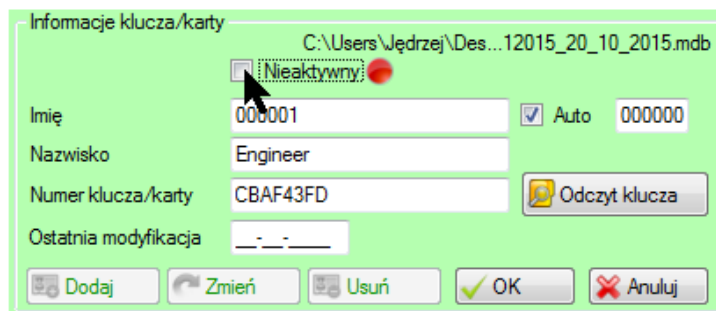 Informacje klucza/karty
C:\Users\Jędrzej\Des...12015_20_10_2015.mdb
Nieaktywny
Imię 000001 Auto 000000
Nazwisko Engineer
Numer klucza/karty CBAF43FD Odczyt klucza
Ostatnia modyfikacja __-__-____
Dodaj Zmień Usuń OK Anuluj